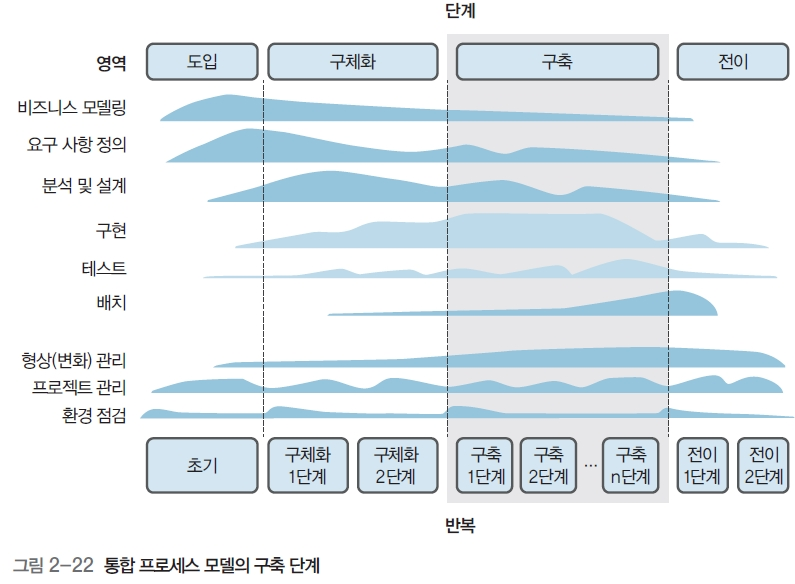 단계
영역 도입 구체화 구축 전이
비즈니스 모델링
요구 사항 정의
분석 및 설계
구현
테스트
배치
형상(변화) 관리
프로젝트 관리
환경 점검
초기
구체화
1단계
구체화
2단계
구축
1단계
구축
2단계
...
구축
n단계
전이
1단계
전이
2단계
반복
그림 2-22 통합 프로세스 모델의 구축 단계